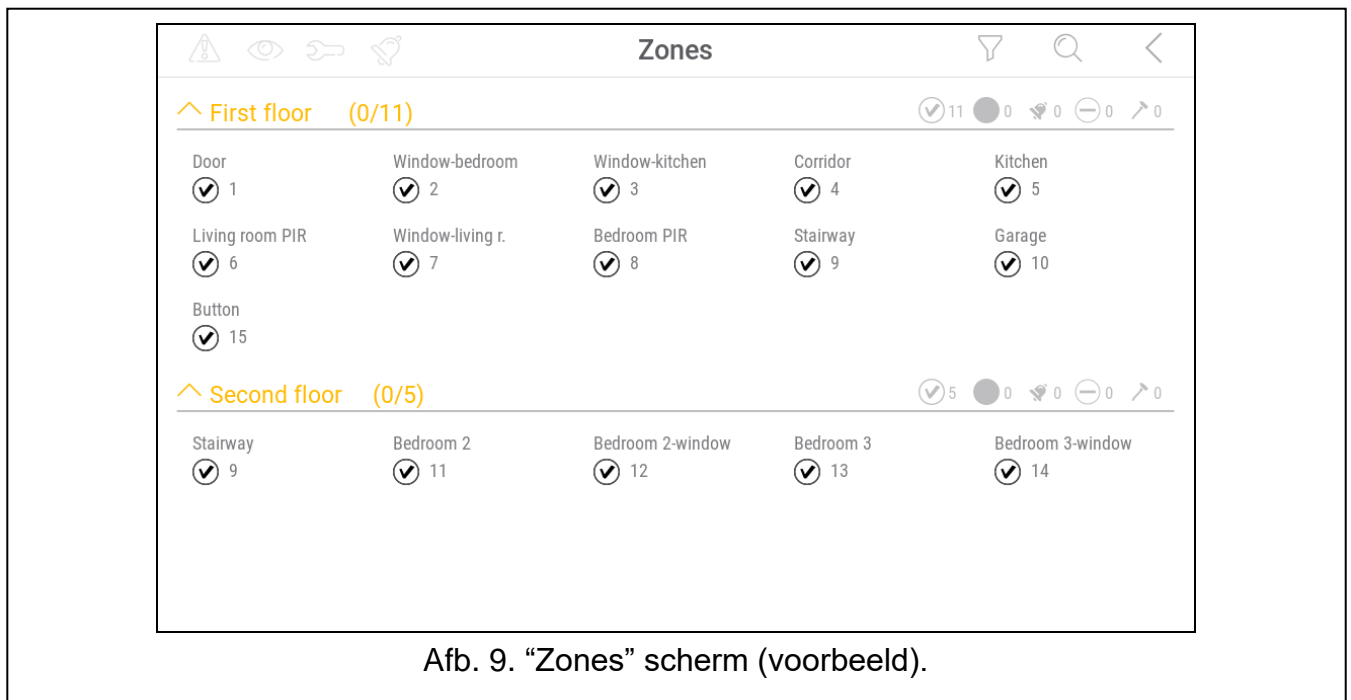 Zones
First floor (0/11) 11 0 0 0 0
Door Window-bedroom Window-kitchen Corridor Kitchen
1 2 3 4 5
Living room PIR Window-living r. Bedroom PIR Stairway Garage
6 7 8 9 10
Button
15
Second floor (0/5) 5 0 0 0 0
Stairway Bedroom 2 Bedroom 2-window Bedroom 3 Bedroom 3-window
9 11 12 13 14
Afb. 9. “Zones” scherm (voorbeeld).